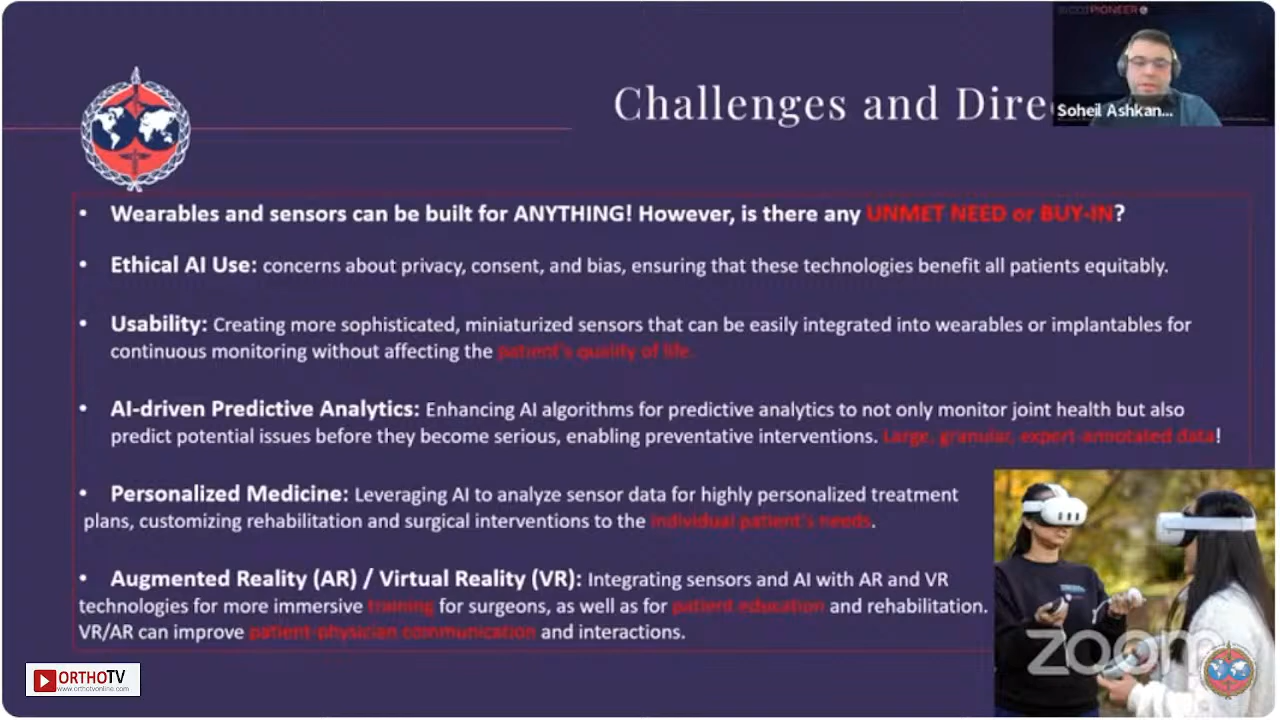 SICOT PIONEER
Challenges and Dire
Soheil Ashkan...
• Wearables and sensors can be built for ANYTHING! However, is there any UNMET NEED or BUY-IN?
• Ethical AI Use: concerns about privacy, consent, and bias, ensuring that these technologies benefit all patients equitably.
• Usability: Creating more sophisticated, miniaturized sensors that can be easily integrated into wearables or implantables for
continuous monitoring without affecting the patient's quality of life.
• AI-driven Predictive Analytics: Enhancing AI algorithms for predictive analytics to not only monitor joint health but also
predict potential issues before they become serious, enabling preventative interventions. Large, granular, expert-annotated data!
• Personalized Medicine: Leveraging AI to analyze sensor data for highly personalized treatment
plans, customizing rehabilitation and surgical interventions to the individual patient's needs.
• Augmented Reality (AR) / Virtual Reality (VR): Integrating sensors and AI with AR and VR
technologies for more immersive training for surgeons, as well as for patient education and rehabilitation.
VR/AR can improve patient-physician communication and interactions.
zoom
ORTHOTV
www.orthotvonline.com